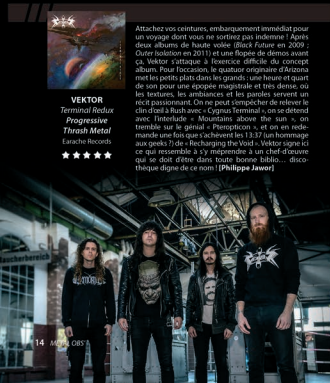 Attachez vos ceintures, embarquement immédiat pour
un voyage dont vous ne sortirez pas indemne ! Après
deux albums de haute volée (Black Future en 2009 ;
Outer Isolation en 2011) et une flopée de démos avant
ça, Vektor s'attaque à l'exercice difficile du concept
album. Pour l'occasion, le quatuor originaire d'Arizona
met les petits plats dans les grands : une heure et quart
de son pour une épopée magistrale et très dense, où
les textures, les ambiances et les paroles servent un
récit passionnant. On ne peut s'empêcher de relever le
clin d'œil à Rush avec « Cygnus Terminal », on se détend
avec l'interlude « Mountains above the sun », on
tremble sur le génial « Pteropticon », et on en rede-
mande une fois que s'achèvent les 13:37 (un hommage
aux geeks ?) de « Recharging the Void ». Vektor signe ici
ce qui ressemble à s'y méprendre à un chef-d'œuvre
qui se doit d'être dans toute bonne biblio… disco-
thèque digne de ce nom ! [Philippe Jawor]
VEKTOR
Terminal Redux
Progressive
Thrash Metal
Earache Records
Raucherbereich
14 METAL OBS'